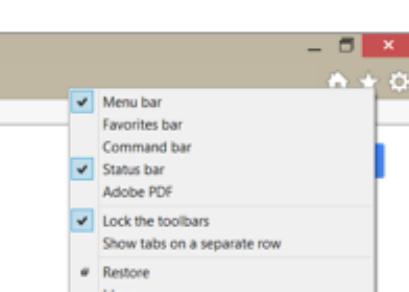 Menu bar
Favorites bar
Command bar
Status bar
Adobe PDF
Lock the toolbars
Show tabs on a separate row
Restore